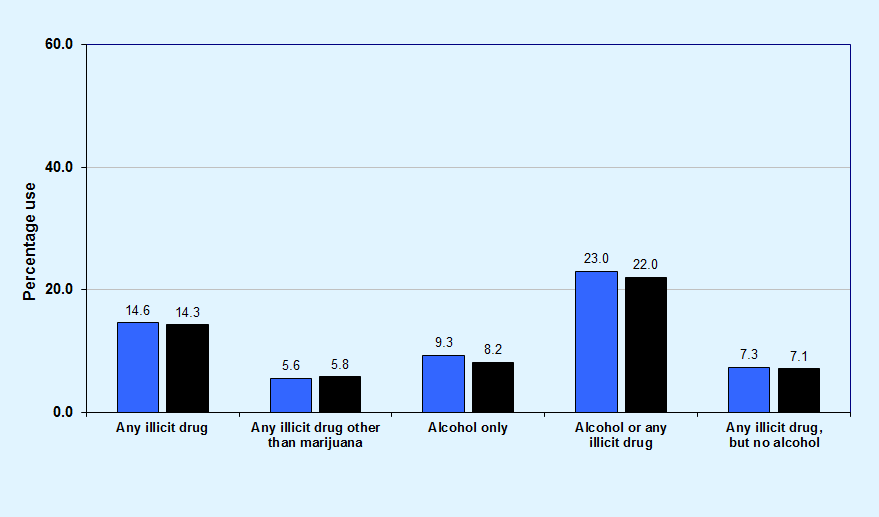 60.0
40.0
20.0
0.0
Percentage use
14.6
14.3
5.6
5.8
9.3
8.2
23.0
22.0
7.3
7.1
Any illicit drug
Any illicit drug other
than marijuana
Alcohol only
Alcohol or any
illicit drug
Any illicit drug,
but no alcohol